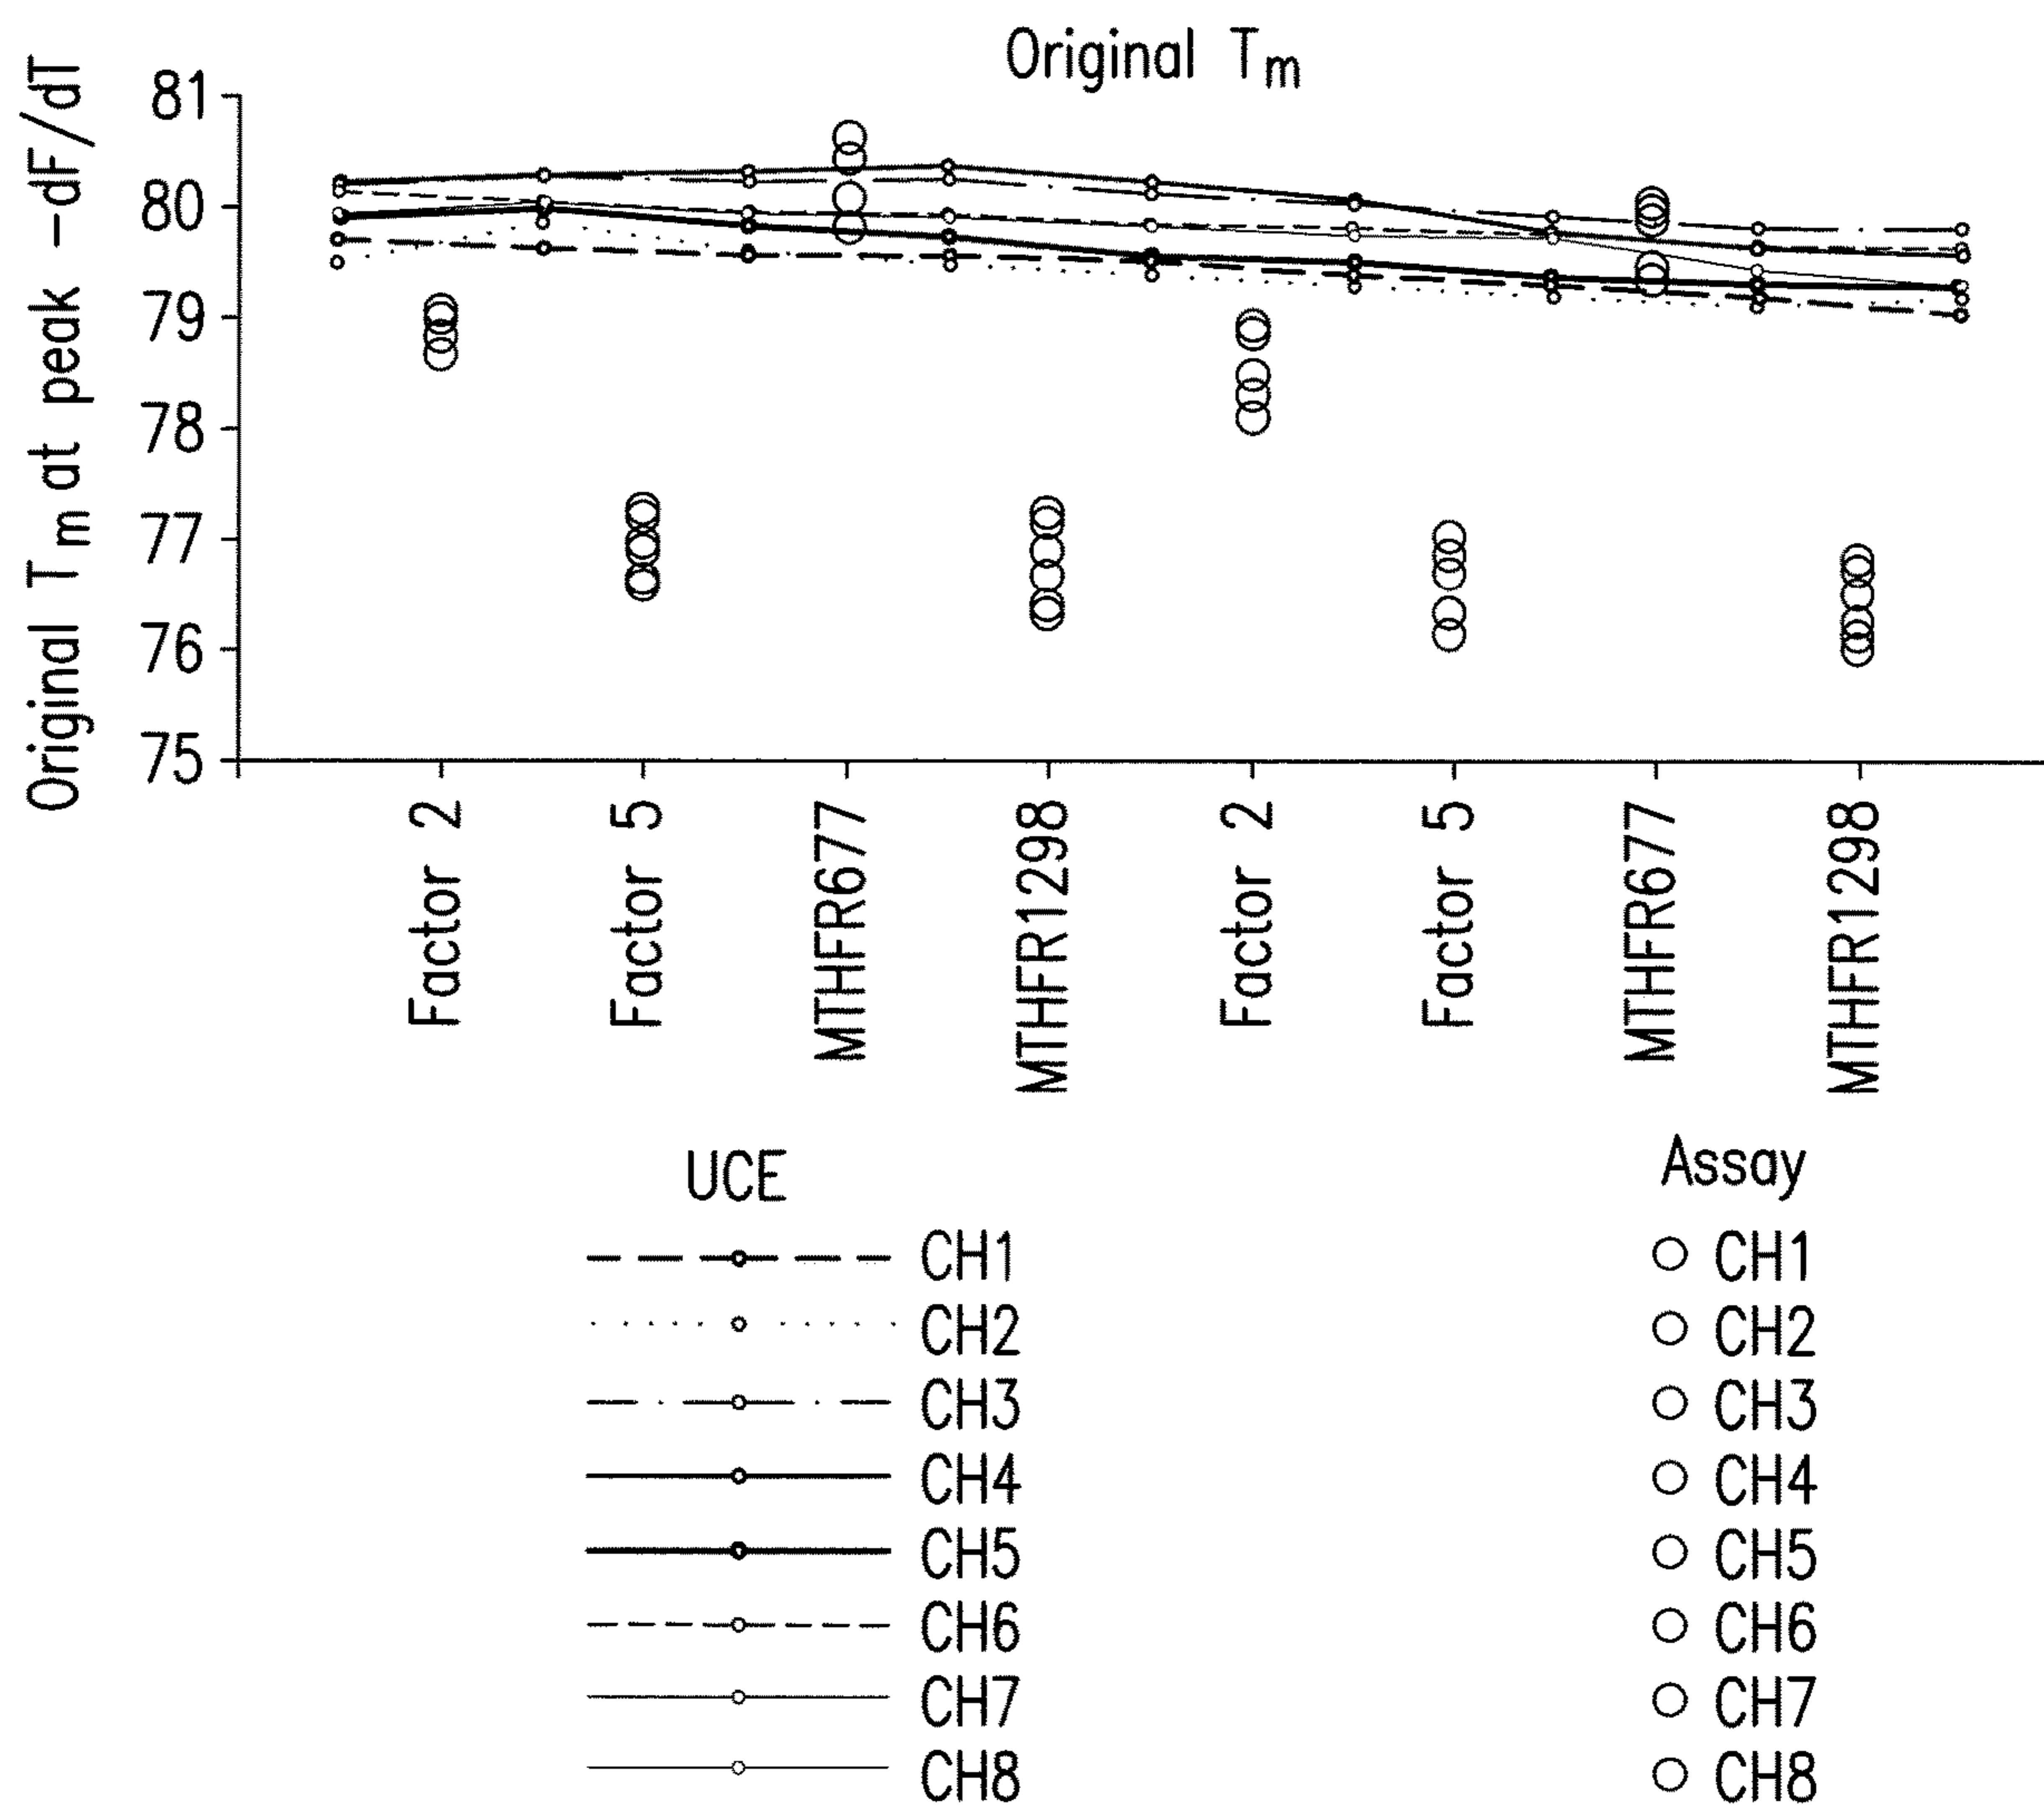 Original Tm
Original Tm at peak -dF/dT
81
80
79
78
77
76
75
Factor 2
Factor 5
MTHFR677
MTHFR1298
Factor 2
Factor 5
MTHFR677
MTHFR1298
UCE
CH1
CH2
CH3
CH4
CH5
CH6
CH7
CH8
Assay
CH1
CH2
CH3
CH4
CH5
CH6
CH7
CH8